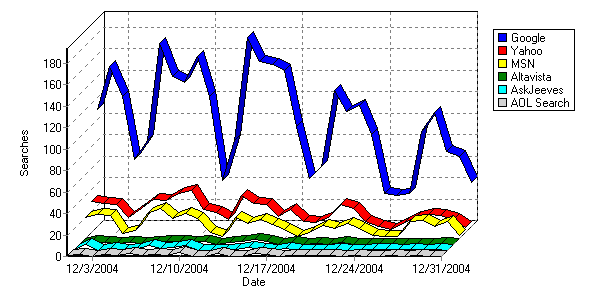 180
160
140
120
100
80
60
40
20
0
Searches
12/3/2004 12/10/2004 12/17/2004 12/24/2004 12/31/2004
Date
Google
Yahoo
MSN
Altavista
AskJeeves
AOL Search